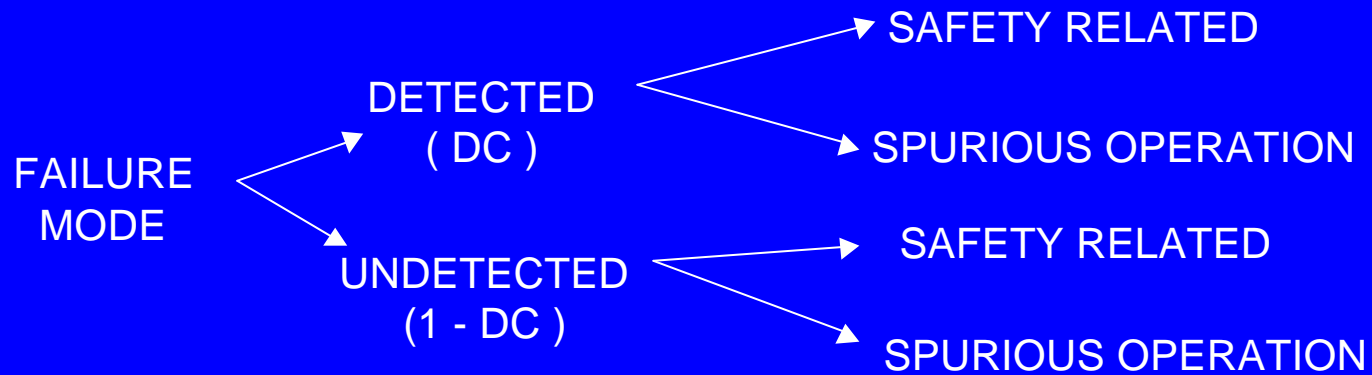 FAILURE
MODE
DETECTED
( DC )
UNDETECTED
(1 - DC )
SAFETY RELATED
SPURIOUS OPERATION
SAFETY RELATED
SPURIOUS OPERATION